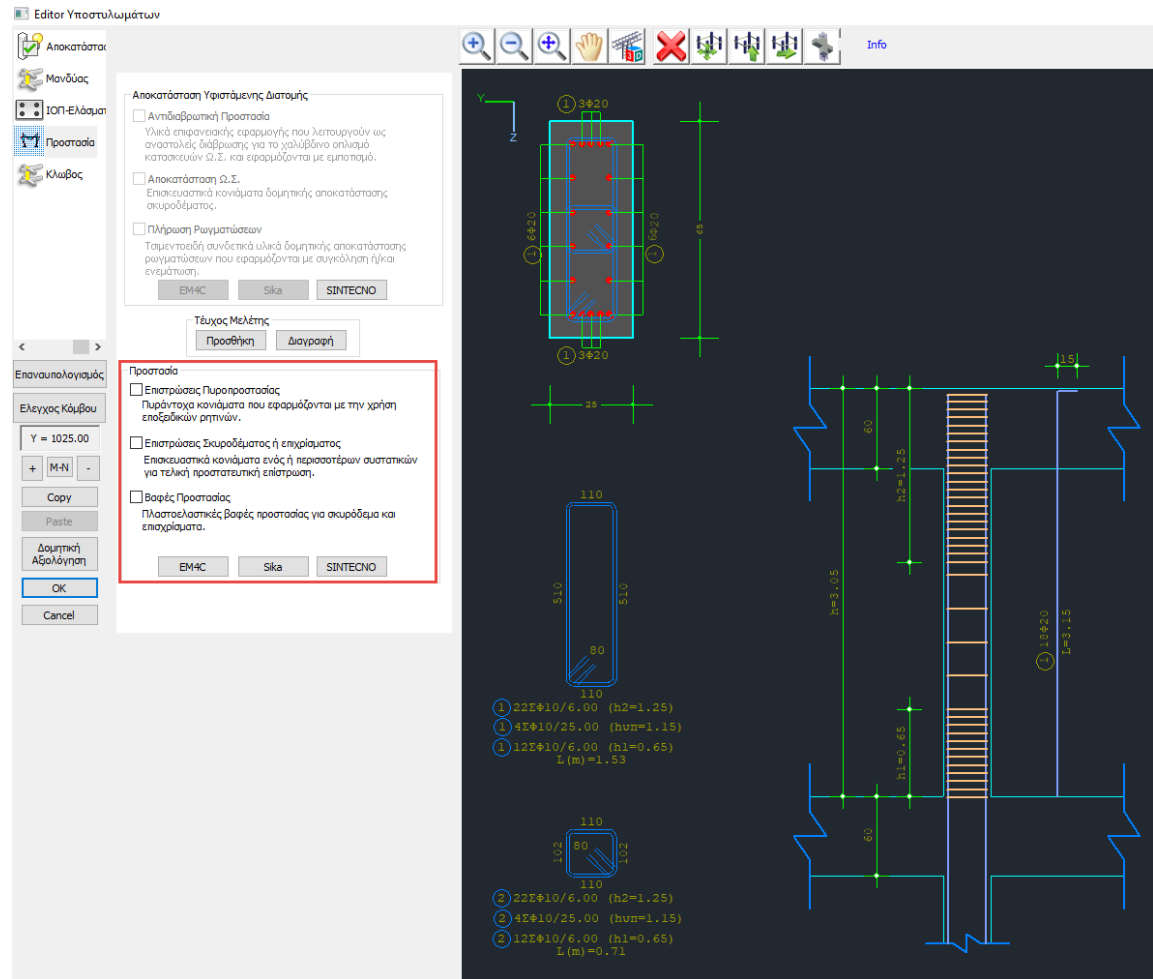 Editor Υποστυλωμάτων
Αποκατάστασ
Μανδύας
ΙΟΠ-Ελάσματ
Προστασία
Κλωβος
Επαναυπολογισμός
Ελεγχος Κόμβου
Y = 1025.00
+ M-N -
Copy
Paste
Δομητική
Αξιολόγηση
OK
Cancel
Αποκατάσταση Υφιστάμενης Διατομής
Αντιδιαβρωτική Προστασία
Υλικά επιφανειακής εφαρμογής που λειτουργούν ως
αναστολείς διάβρωσης για το χαλύβδινο οπλισμό
κατασκευών Ω.Σ. και εφαρμόζονται με εμποτισμό.
Αποκατάσταση Ω.Σ.
Επισκευαστικά κονιάματα δομητικής αποκατάστασης
σκυροδέματος.
Πλήρωση Ρωγματώσεων
Τσιμεντοειδή συνδετικά υλικά δομητικής αποκατάστασης
ρωγματώσεων που εφαρμόζονται με συγκόληση ή/και
ενεμάτωση.
EM4C Sika SINTECNO
Τέυχος Μελέτης
Προσθήκη Διαγραφή
Προστασία
Επιστρώσεις Πυροπροστασίας
Πυράντοχα κονιάματα που εφαρμόζονται με την χρήση
εποξειδικών ρητινών.
Επιστρώσεις Σκυροδέματος ή επιχρίσματος
Επισκευαστικά κονιάματα ενός ή περισσοτέρων συστατικών
για τελική προστατευτική επίστρωση.
Βαφές Προστασίας
Πλαστοελαστικές βαφές προστασίας για σκυρόδεμα και
επισχρίσματα.
EM4C Sika SINTECNO
Info
Y
Z
1 3Φ20
1 6Φ20
1 6Φ20
65
1 3Φ20
25
110
510
510
80
110
1 22ΣΦ10/6.00 (h2=1.25)
1 4ΣΦ10/25.00 (hυπ=1.15)
1 12ΣΦ10/6.00 (h1=0.65)
L(m)=1.53
110
102
80
102
110
2 22ΣΦ10/6.00 (h2=1.25)
2 4ΣΦ10/25.00 (hυπ=1.15)
2 12ΣΦ10/6.00 (h1=0.65)
L(m)=0.71
15
60
h2=1.25
h=3.05
1 18Φ20
L=3.15
h1=0.65
60